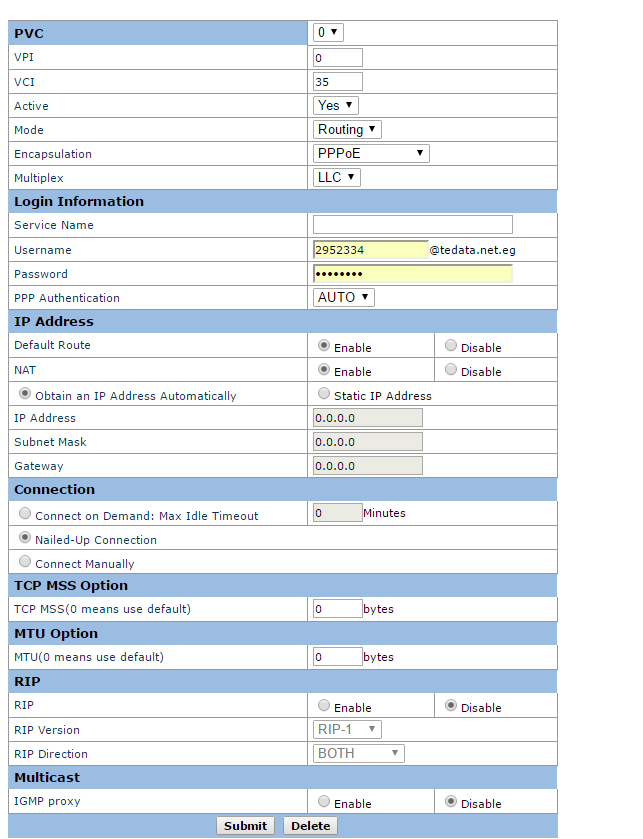 PVC 0
VPI 0
VCI 35
Active Yes
Mode Routing
Encapsulation PPPoE
Multiplex LLC
Login Information
Service Name
Username 2952334 @tedata.net.eg
Password ••••••••
PPP Authentication AUTO
IP Address
Default Route Enable Disable
NAT Enable Disable
Obtain an IP Address Automatically Static IP Address
IP Address 0.0.0.0
Subnet Mask 0.0.0.0
Gateway 0.0.0.0
Connection
Connect on Demand: Max Idle Timeout 0 Minutes
Nailed-Up Connection
Connect Manually
TCP MSS Option
TCP MSS(0 means use default) 0 bytes
MTU Option
MTU(0 means use default) 0 bytes
RIP
RIP Enable Disable
RIP Version RIP-1
RIP Direction BOTH
Multicast
IGMP proxy Enable Disable
Submit Delete